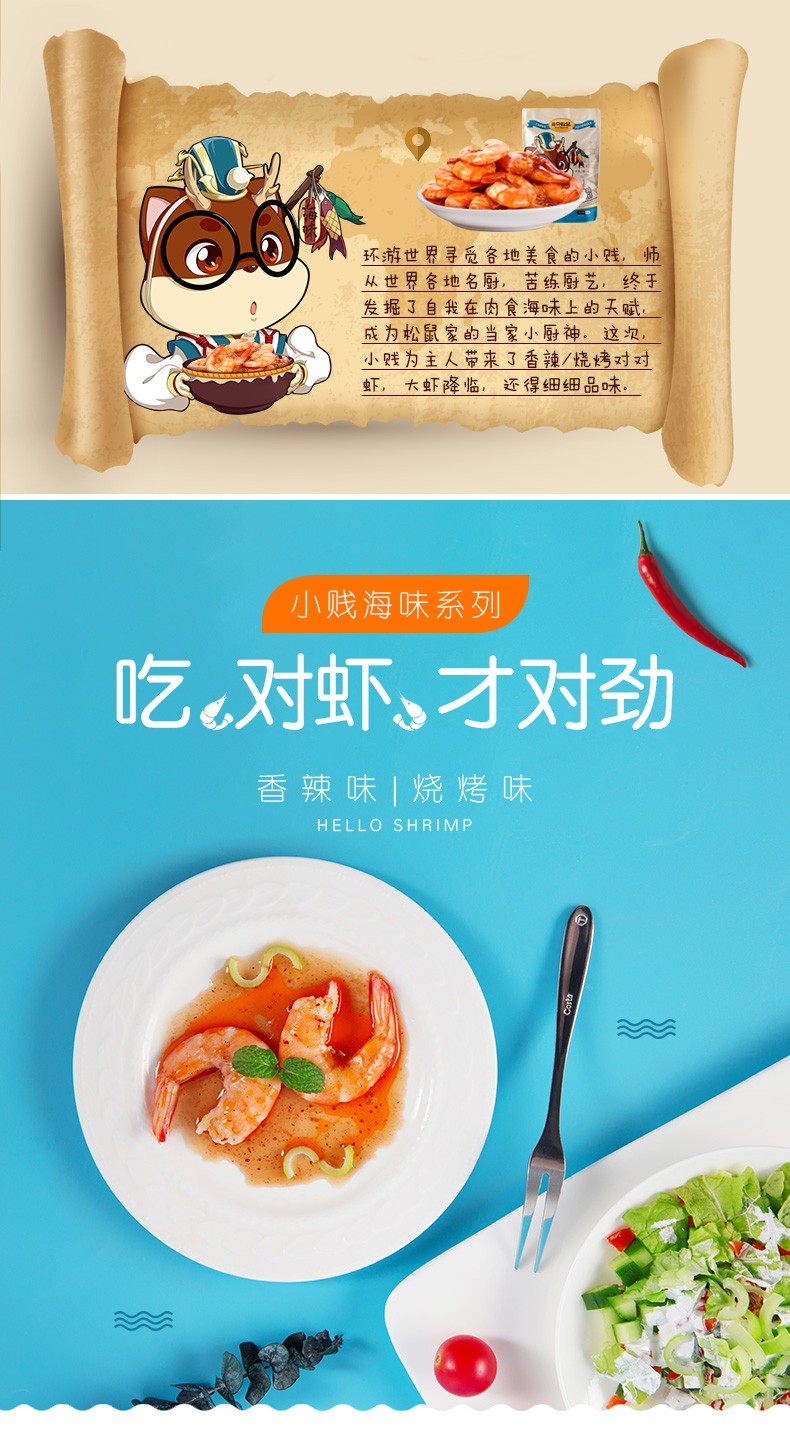 海味
环游世界寻觅各地美食的小贱, 师
从世界各地名厨, 苦练厨艺, 终于
发掘了自我在肉食海味上的天赋,
成为松鼠家的当家小厨神。这次,
小贱为主人带来了香辣/烧烤对对
虾, 大虾降临, 还得细细品味。
小贱海味系列
吃对虾才对劲
香辣味|烧烤味
HELLO SHRIMP
Costa